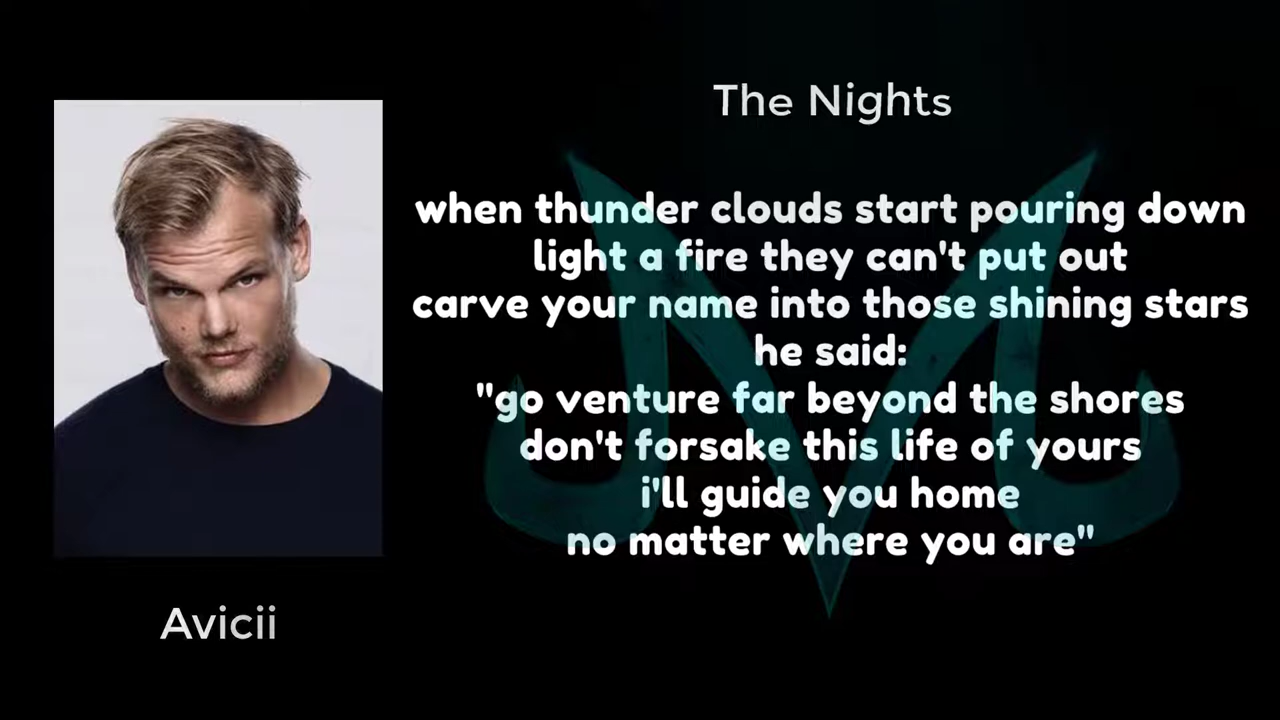 The Nights
when thunder clouds start pouring down
light a fire they can't put out
carve your name into those shining stars
he said:
"go venture far beyond the shores
don't forsake this life of yours
i'll guide you home
no matter where you are"
Avicii